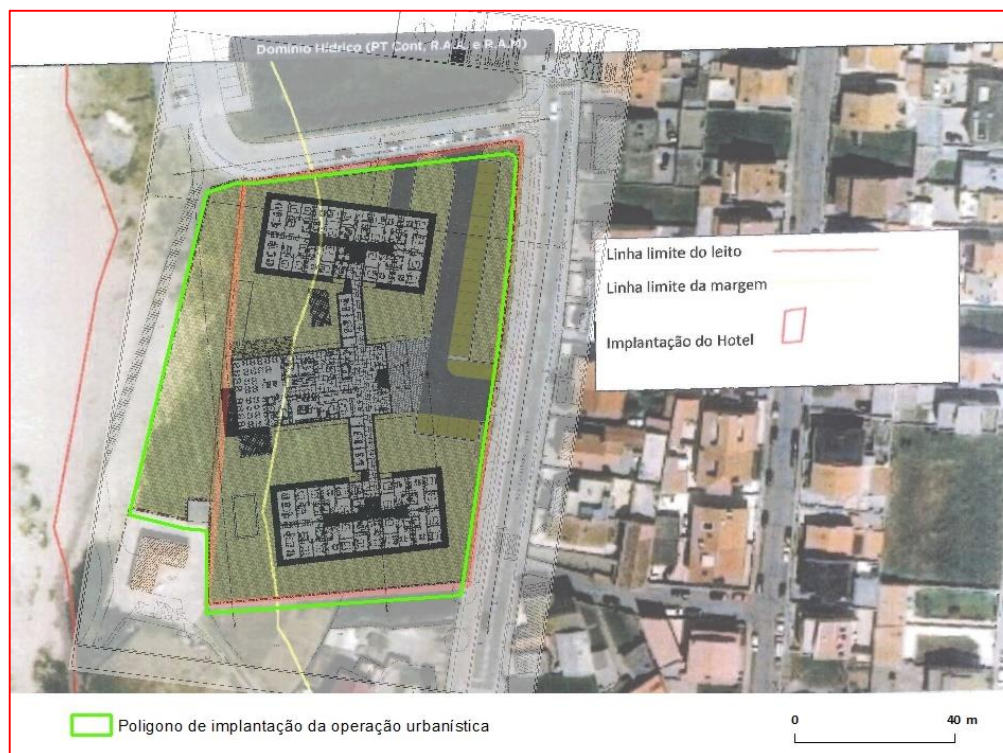 Domínio Hídrico (PT Cont, R.A.A. e R.A.M)
Linha limite do leito
Linha limite da margem
Implantação do Hotel
Poligono de implantação da operação urbanística
0 40 m